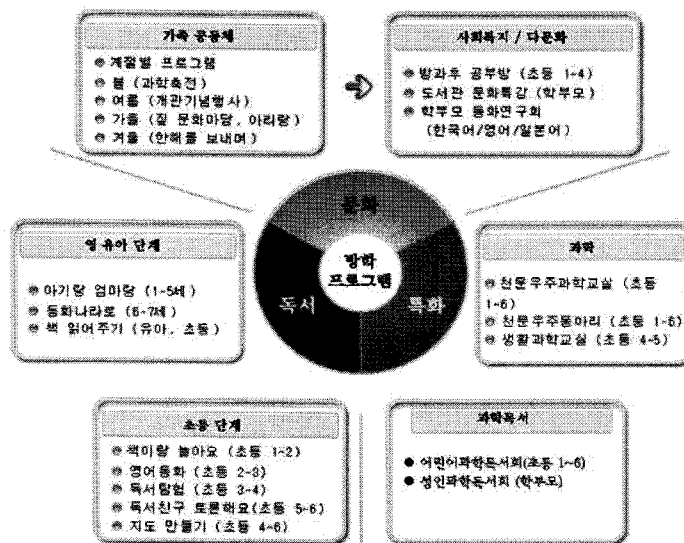 가족 공동체
계절별 프로그램
봄 (과학축전)
여름 (개관기념행사)
가을 (짚 문화마당, 아리랑)
겨울 (한해를 보내며)
사회복지 / 다문화
방과후 공부방 (초등 1-4)
도서관 문화특강 (학부모)
학부모 동화연구회
(한국어/영어/일본어)
문화
영유아 단계
아기랑 엄마랑 (1-5세)
동화나라로 (6-7세)
책 읽어주기 (유아, 초등)
독서
방학
프로그램
특화
과학
천문우주과학교실 (초등
1-6)
천문우주동아리 (초등 1-6)
생활과학교실 (초등 4-5)
초등 단계
책이랑 놀아요 (초등 1-2)
영어동화 (초등 2-3)
독서탐험 (초등 3-4)
독서친구 토론해요(초등 5-6)
지도 만들기 (초등 4-6)
과학독서
어린이과학독서회(초등 1~6)
성인과학독서회 (학부모)